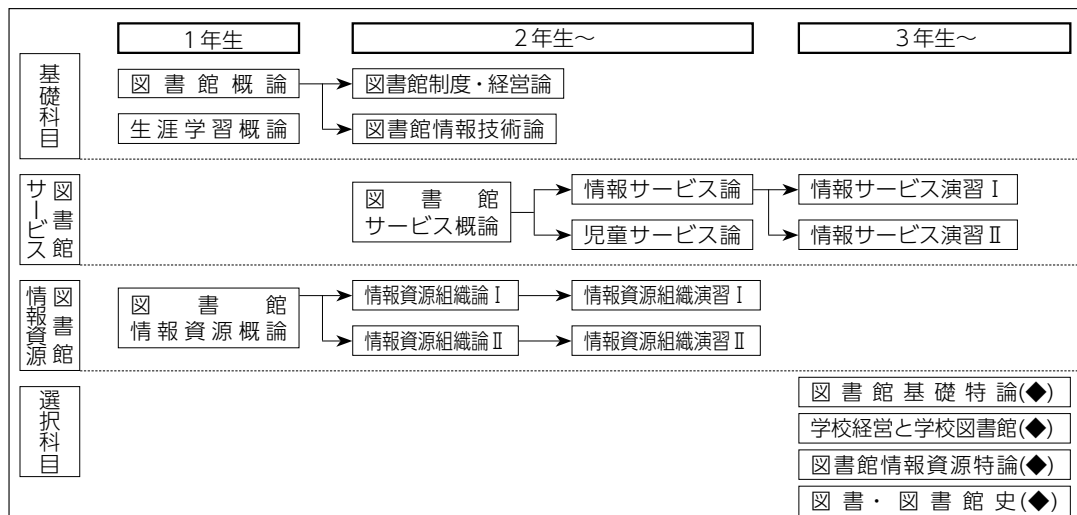 1年生
2年生～
3年生～
基礎科目
図書館概論
図書館制度・経営論
生涯学習概論
図書館情報技術論
図書館
サービス
図書館
サービス概論
情報サービス論
情報サービス演習Ⅰ
児童サービス論
情報サービス演習Ⅱ
図書館
情報資源
図書館
情報資源概論
情報資源組織論Ⅰ
情報資源組織演習Ⅰ
情報資源組織論Ⅱ
情報資源組織演習Ⅱ
選択科目
図書館基礎特論(◆)
学校経営と学校図書館(◆)
図書館情報資源特論(◆)
図書・図書館史(◆)